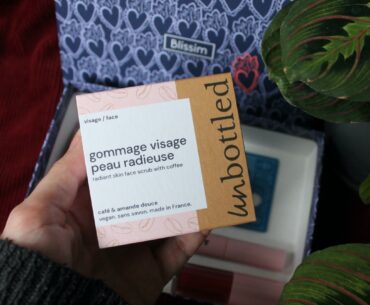 Blissim
visage / face
gommage visage
peau radieuse
radiant skin face scrub with coffee
café & amande douce
vegan. sans savon. made in France.
unbottled